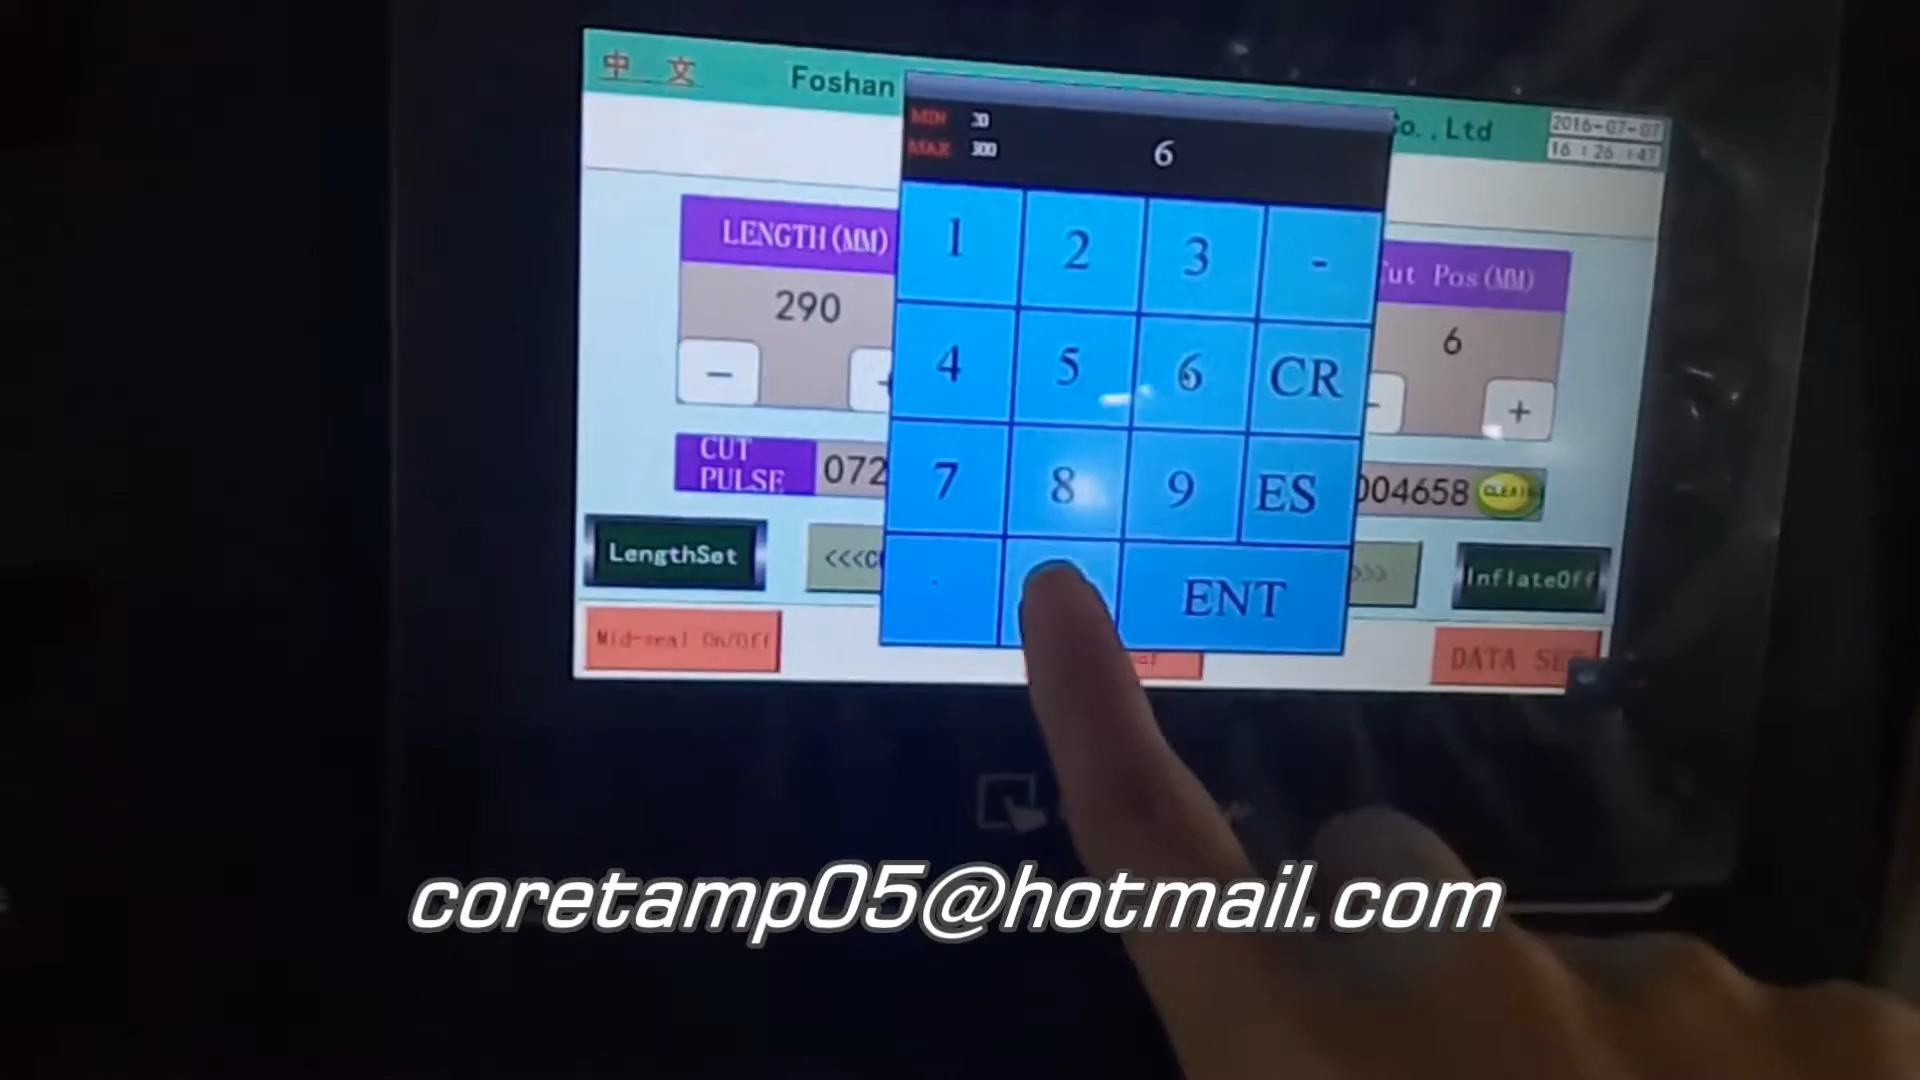 中 文
Foshan
Co.,Ltd
2016-07-07
16:26:47
MIN 20
MAX 300
6
LENGTH(MM)
290
Cut Pos(MM)
6
1 2 3 -
4 5 6 CR
7 8 9 ES
. ENT
− +
− +
CUT
PULSE
072
004658
CLEAR
LengthSet
<<<
>>>
InflateOff
Mid-seal On/Off
DATA SE
coretamp05@hotmail.com